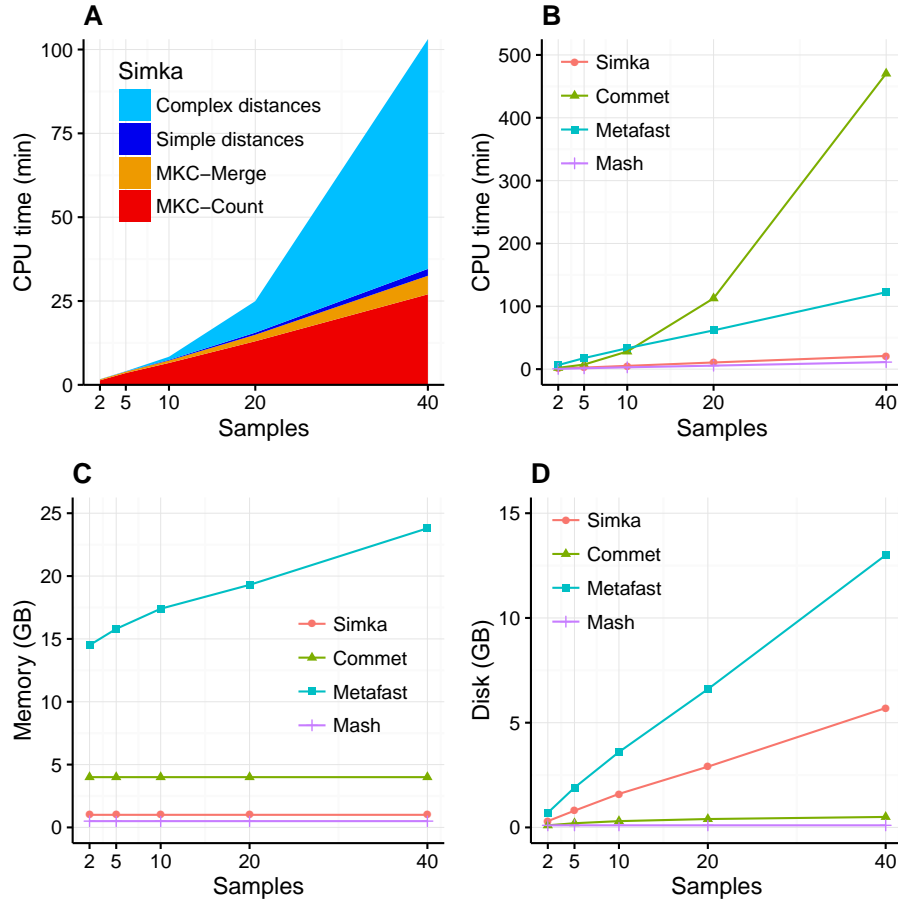 A
CPU time (min)
100
75
50
25
0
Simka
Complex distances
Simple distances
MKC−Merge
MKC−Count
2 5 10 20 40
Samples
B
CPU time (min)
500
400
300
200
100
0
Simka
Commet
Metafast
Mash
2 5 10 20 40
Samples
C
Memory (GB)
25
20
15
10
5
0
Simka
Commet
Metafast
Mash
2 5 10 20 40
Samples
D
Disk (GB)
15
10
5
0
Simka
Commet
Metafast
Mash
2 5 10 20 40
Samples